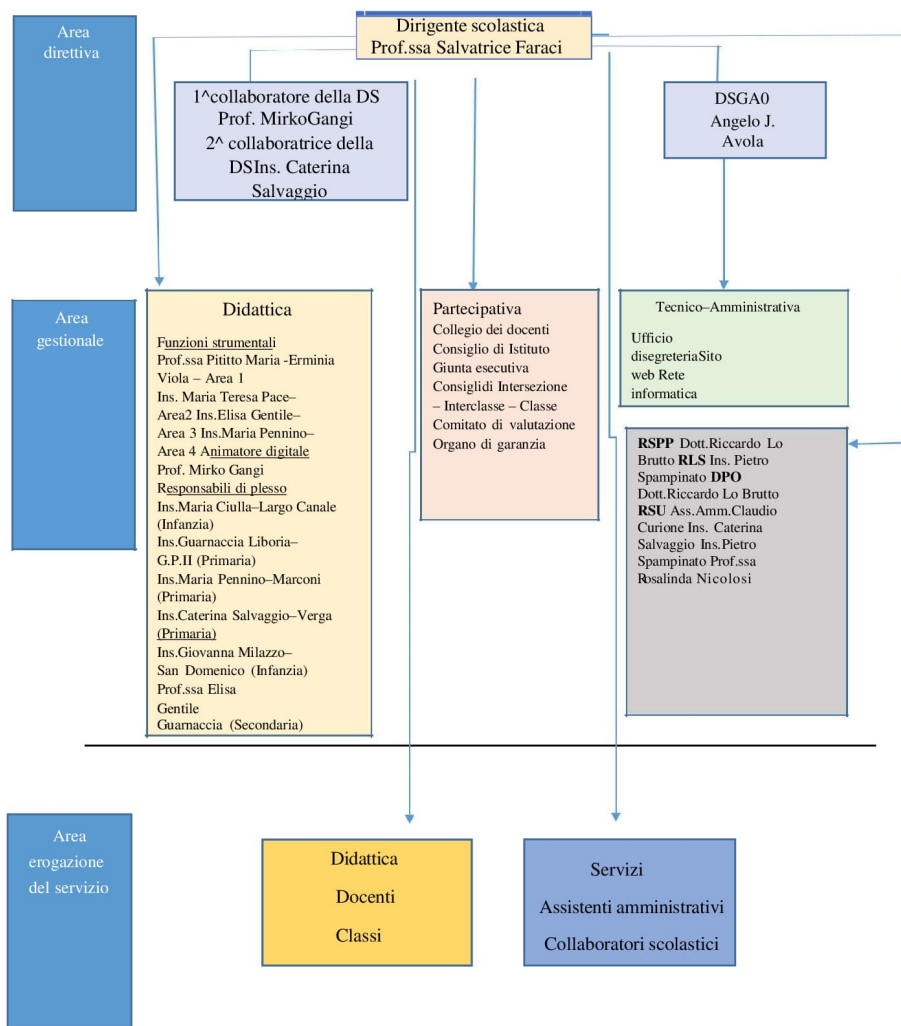 Area
direttiva
Dirigente scolastica
Prof.ssa Salvatrice Faraci
1^collaboratore della DS
Prof. MirkoGangi
2^ collaboratrice della
DSIns. Caterina
Salvaggio
DSGA0
Angelo J.
Avola
Area
gestionale
Didattica
Funzioni strumentali
Prof.ssa Pititto Maria -Erminia
Viola – Area 1
Ins. Maria Teresa Pace–
Area2 Ins.Elisa Gentile–
Area 3 Ins.Maria Pennino–
Area 4 Animatore digitale
Prof. Mirko Gangi
Responsabili di plesso
Ins.Maria Ciulla–Largo Canale
(Infanzia)
Ins.Guarnaccia Liboria–
G.P.II (Primaria)
Ins.Maria Pennino–Marconi
(Primaria)
Ins.Caterina Salvaggio–Verga
(Primaria)
Ins.Giovanna Milazzo–
San Domenico (Infanzia)
Prof.ssa Elisa
Gentile
Guarnaccia (Secondaria)
Partecipativa
Collegio dei docenti
Consiglio di Istituto
Giunta esecutiva
Consiglidi Intersezione
– Interclasse – Classe
Comitato di valutazione
Organo di garanzia
Tecnico–Amministrativa
Ufficio
disegreteriaSito
web Rete
informatica
RSPP Dott.Riccardo Lo
Brutto RLS Ins. Pietro
Spampinato DPO
Dott.Riccardo Lo Brutto
RSU Ass.Amm.Claudio
Curione Ins. Caterina
Salvaggio Ins.Pietro
Spampinato Prof.ssa
Rosalinda Nicolosi
Area
erogazione
del servizio
Didattica
Docenti
Classi
Servizi
Assistenti amministrativi
Collaboratori scolastici